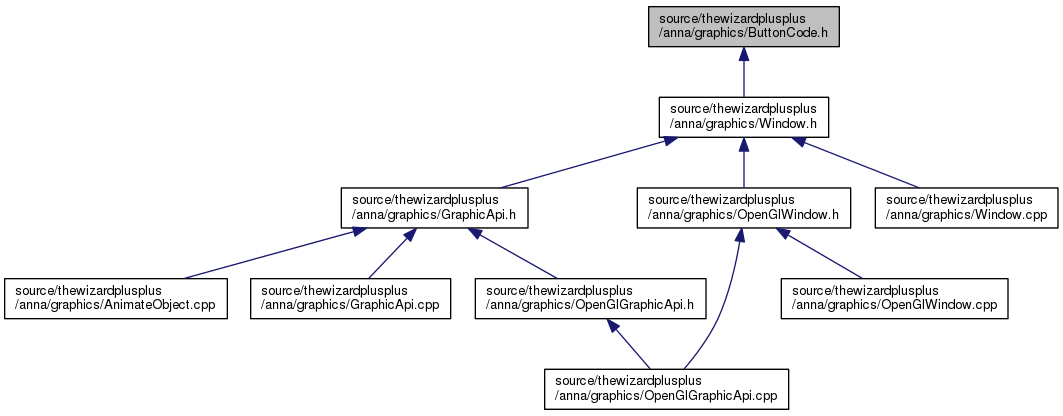 source/thewizardplusplus
/anna/graphics/ButtonCode.h
source/thewizardplusplus
/anna/graphics/Window.h
source/thewizardplusplus
/anna/graphics/GraphicApi.h
source/thewizardplusplus
/anna/graphics/OpenGlWindow.h
source/thewizardplusplus
/anna/graphics/Window.cpp
source/thewizardplusplus
/anna/graphics/AnimateObject.cpp
source/thewizardplusplus
/anna/graphics/GraphicApi.cpp
source/thewizardplusplus
/anna/graphics/OpenGlGraphicApi.h
source/thewizardplusplus
/anna/graphics/OpenGlWindow.cpp
source/thewizardplusplus
/anna/graphics/OpenGlGraphicApi.cpp